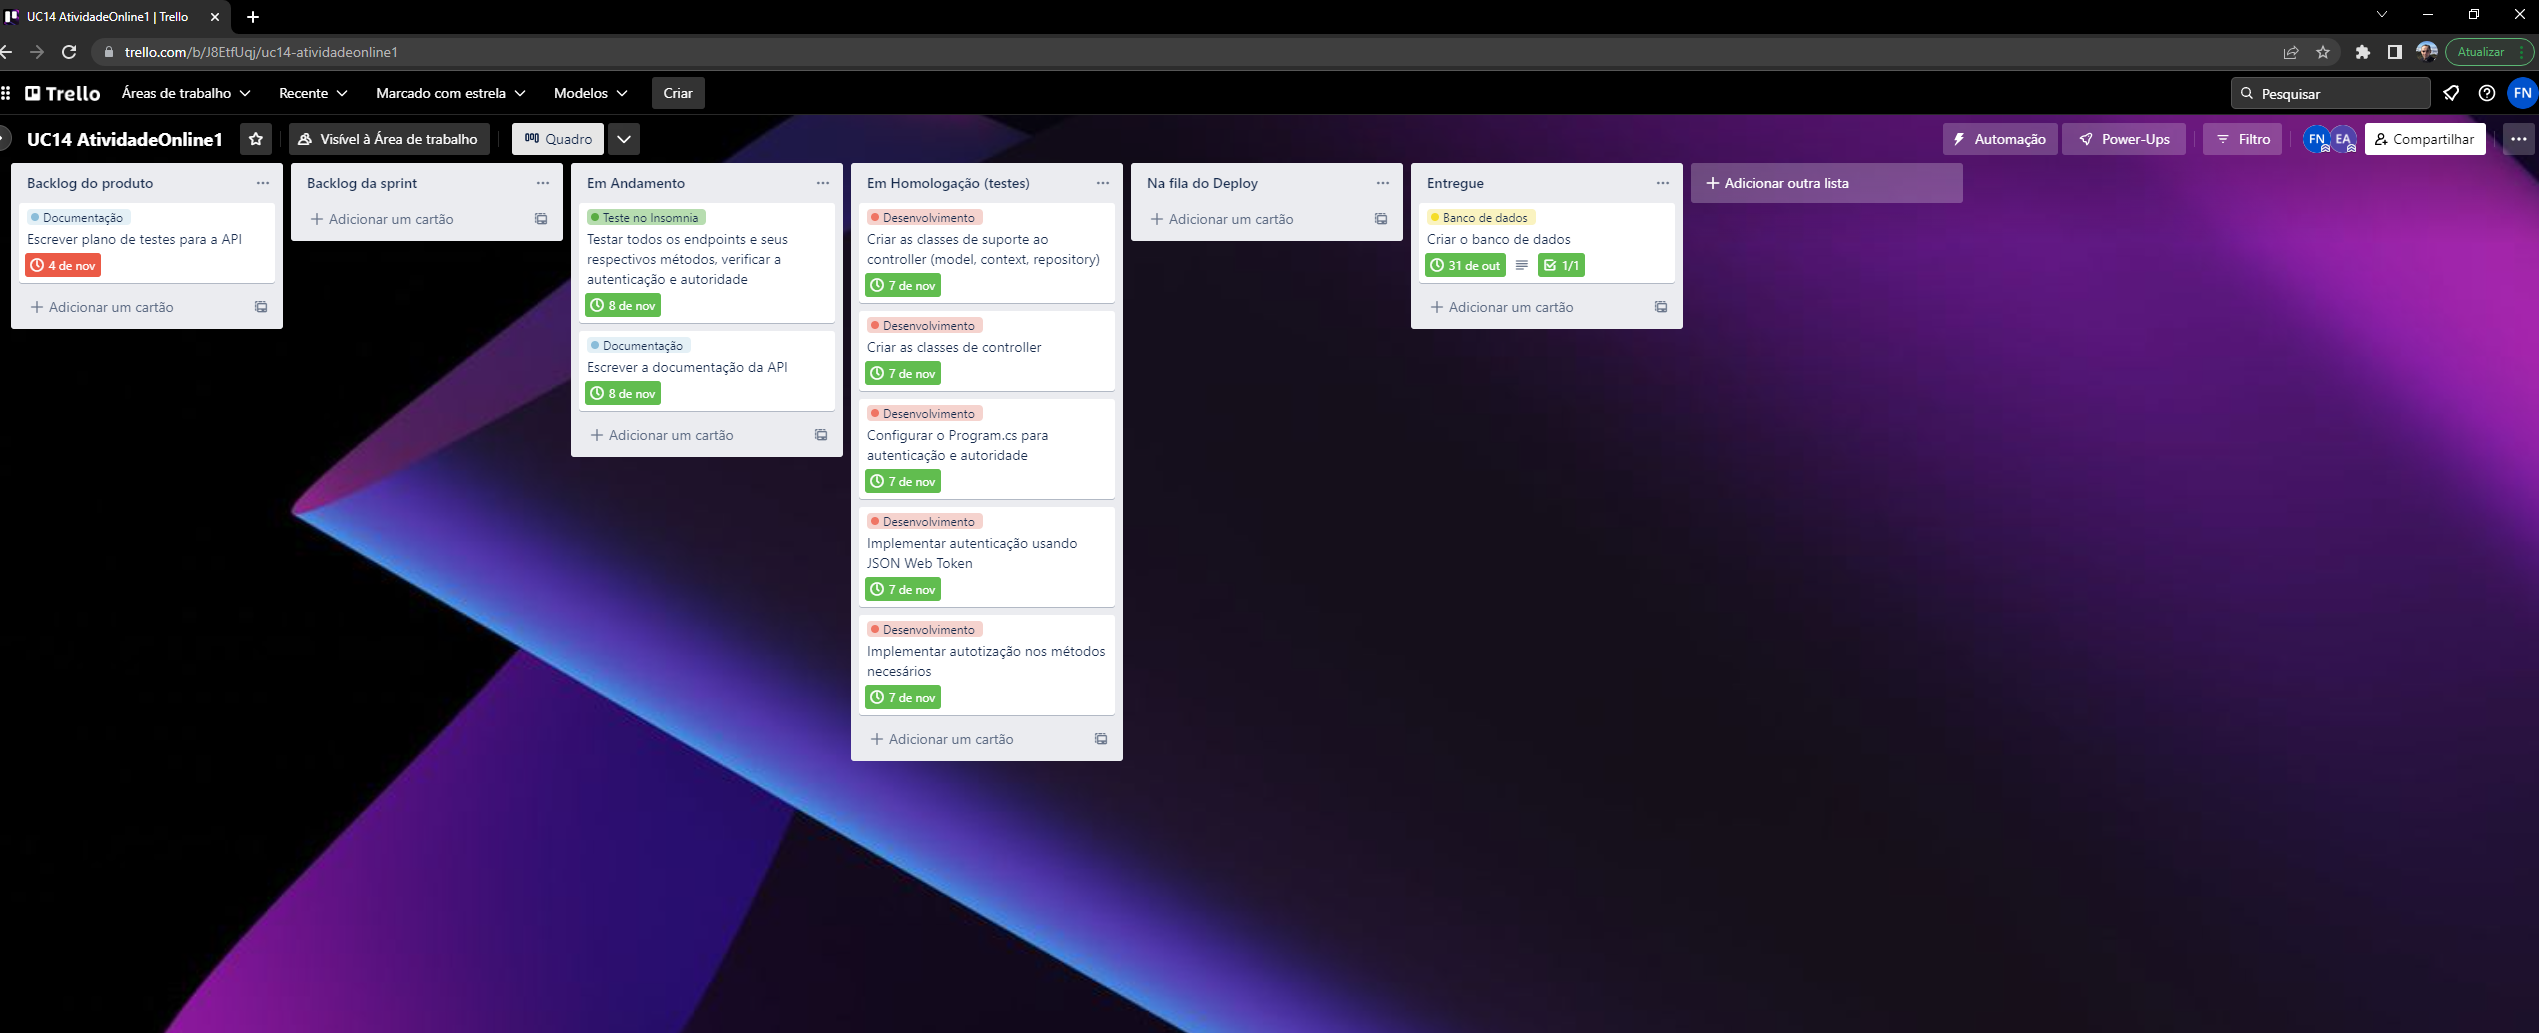 UC14 AtividadeOnline1 | Trello
trello.com/b/J8EtfUqj/uc14-atividadeonline1
Atualizar
Trello
Áreas de trabalho
Recente
Marcado com estrela
Modelos
Criar
Pesquisar
FN
UC14 AtividadeOnline1
Visível à Área de trabalho
Quadro
Automação
Power-Ups
Filtro
FN
EA
Compartilhar
Backlog do produto
Documentação
Escrever plano de testes para a API
4 de nov
Adicionar um cartão
Backlog da sprint
Adicionar um cartão
Em Andamento
Teste no Insomnia
Testar todos os endpoints e seus
respectivos métodos, verificar a
autenticação e autoridade
8 de nov
Documentação
Escrever a documentação da API
8 de nov
Adicionar um cartão
Em Homologação (testes)
Desenvolvimento
Criar as classes de suporte ao
controller (model, context, repository)
7 de nov
Desenvolvimento
Criar as classes de controller
7 de nov
Desenvolvimento
Configurar o Program.cs para
autenticação e autoridade
7 de nov
Desenvolvimento
Implementar autenticação usando
JSON Web Token
7 de nov
Desenvolvimento
Implementar autotização nos métodos
necesários
7 de nov
Adicionar um cartão
Na fila do Deploy
Adicionar um cartão
Entregue
Banco de dados
Criar o banco de dados
31 de out
1/1
Adicionar um cartão
Adicionar outra lista